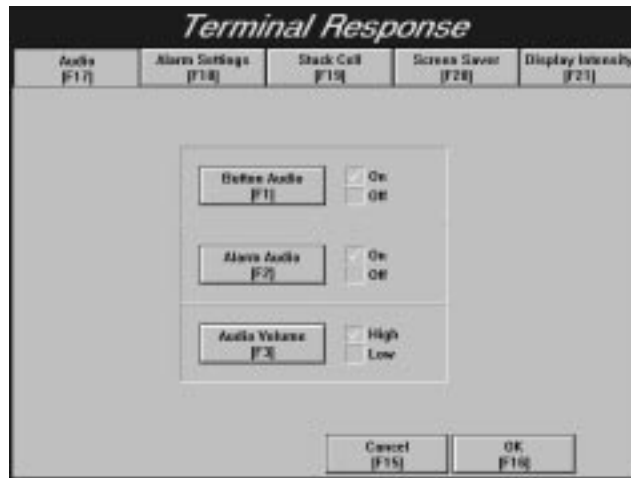 Terminal Response
Audio
[F17]
Alarm Settings
[F18]
Stuck Cell
[F19]
Screen Saver
[F20]
Display Intensity
[F21]
Button Audio
[F1]
On
Off
Alarm Audio
[F2]
On
Off
Audio Volume
[F3]
High
Low
Cancel
[F15]
OK
[F16]